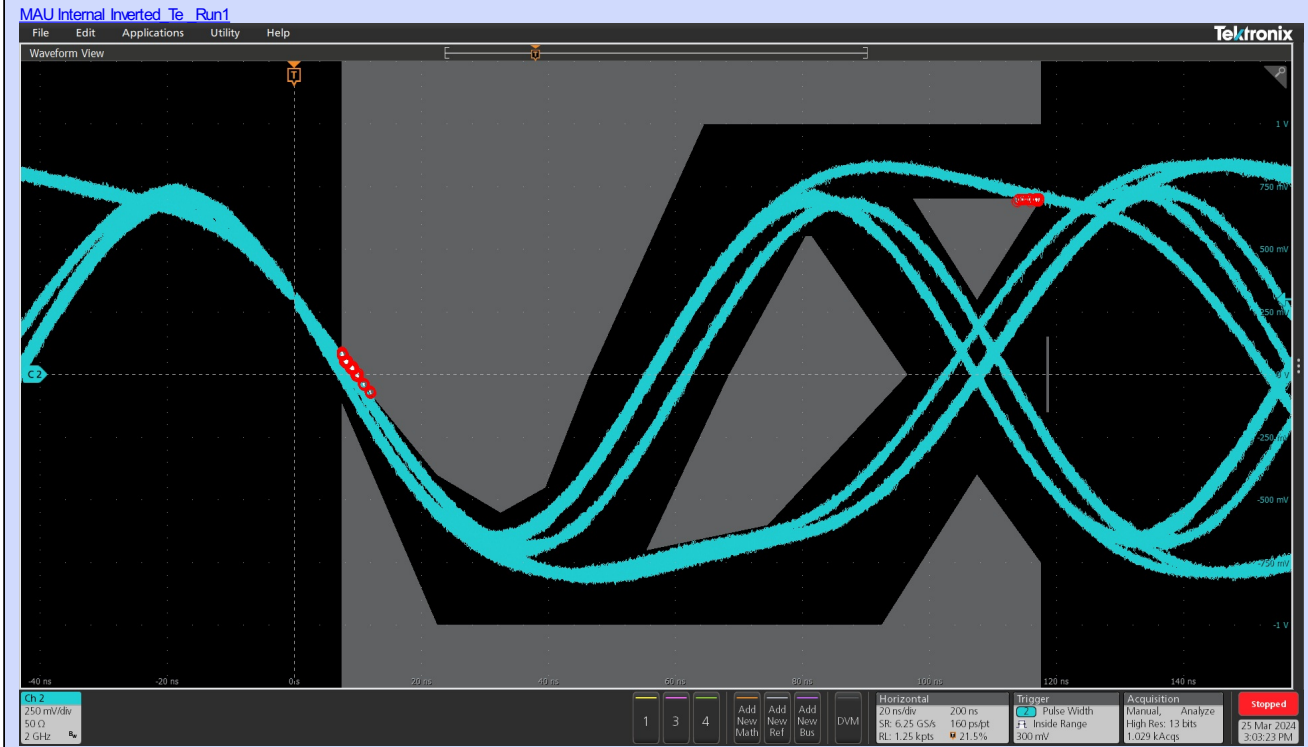 MAU Internal Inverted_Te_ Run1
File Edit Applications Utility Help
Tektronix
Waveform View
T
T
1 V
750 mV
500 mV
250 mV
0 V
-250 mV
-500 mV
-750 mV
-1 V
C 2
-40 ns -20 ns 0 s 20 ns 40 ns 60 ns 80 ns 100 ns 120 ns 140 ns
Ch 2
250 mV/div
50 Ω
2 GHz Bw
1 3 4
Add New Math
Add New Ref
Add New Bus
DVM
Horizontal
20 ns/div 200 ns
SR: 6.25 GS/s 160 ps/pt
RL: 1.25 kpts 21.5%
Trigger
2 Pulse Width
Inside Range
300 mV
Acquisition
Manual, Analyze
High Res: 13 bits
1.029 kAcqs
Stopped
25 Mar 2024
3:03:23 PM